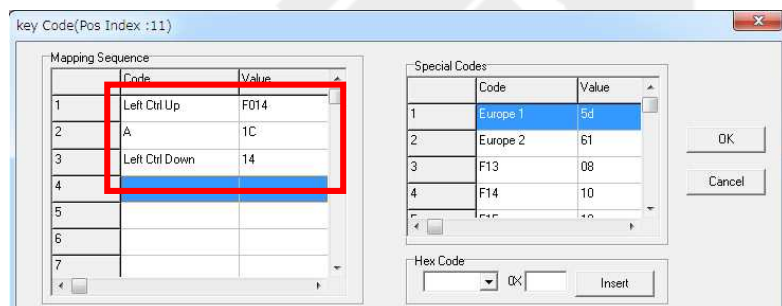 key Code(Pos Index :11)
Mapping Sequence
Code Value
1 Left Ctrl Up F014
2 A 1C
3 Left Ctrl Down 14
4
5
6
7
Special Codes
Code Value
1 Europe 1 5d
2 Europe 2 61
3 F13 08
4 F14 10
Hex Code
0X
Insert
OK
Cancel